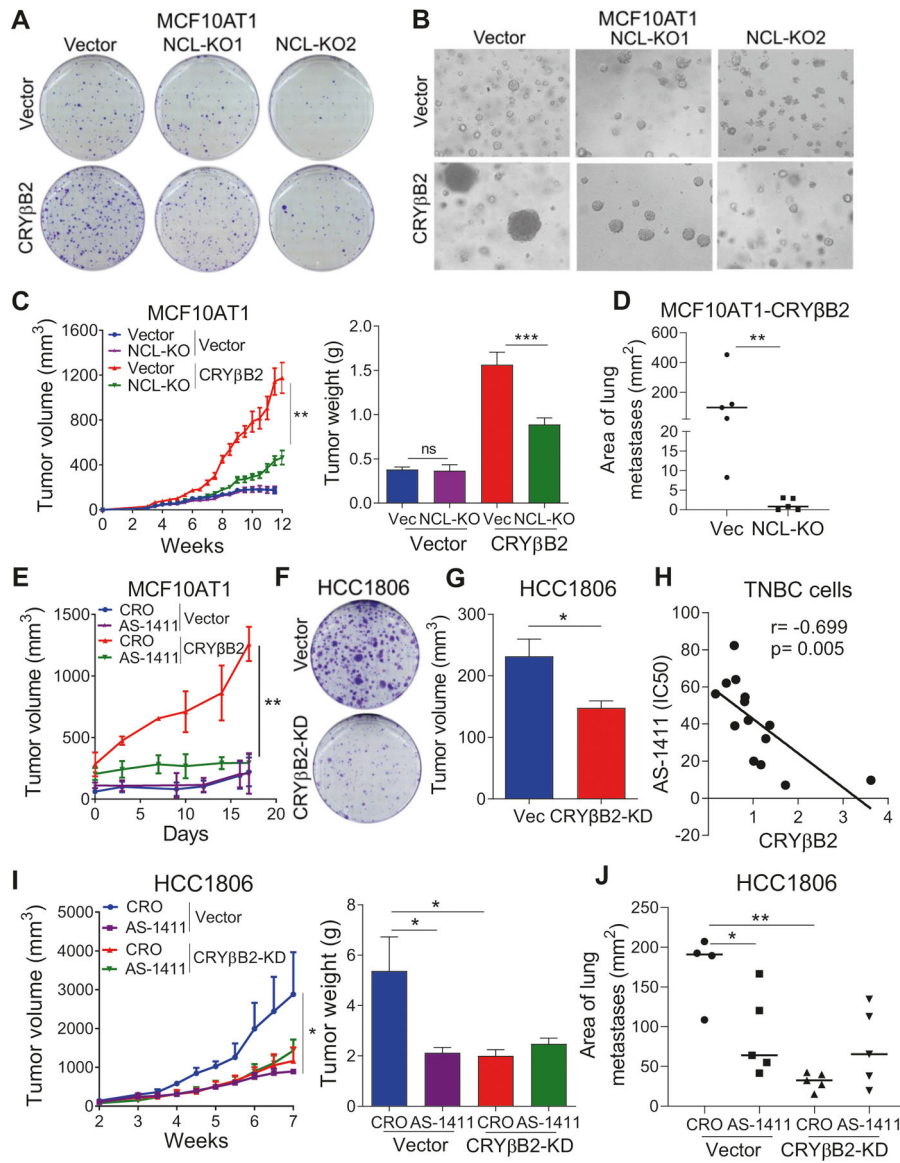 A
MCF10AT1
Vector NCL-KO1 NCL-KO2
Vector
CRYβB2
B
MCF10AT1
Vector NCL-KO1 NCL-KO2
Vector
CRYβB2
C
MCF10AT1
Tumor volume (mm3)
1600
1200
800
400
0
Vector
NCL-KO
Vector
Vector
NCL-KO
CRYβB2
**
0 2 4 6 8 10 12
Weeks
Tumor weight (g)
2.0
1.5
1.0
0.5
0.0
ns
***
Vec NCL-KO Vec NCL-KO
Vector CRYβB2
D
MCF10AT1-CRYβB2
Area of lung
metastases (mm2)
600
400
200
20
15
10
5
0
**
Vec NCL-KO
E
MCF10AT1
Tumor volume (mm3)
1500
1000
500
0
CRO
AS-1411
Vector
CRO
AS-1411
CRYβB2
**
0 5 10 15 20
Days
F
Vector
CRYβB2-KD
G
HCC1806
Tumor volume (mm3)
300
200
100
0
*
Vec CRYβB2-KD
H
TNBC cells
r= -0.699
p= 0.005
AS-1411 (IC50)
100
80
60
40
20
0
-20
1 2 3 4
CRYβB2
I
HCC1806
Tumor volume (mm3)
5000
4000
3000
2000
1000
0
CRO
AS-1411
Vector
CRO
AS-1411
CRYβB2-KD
*
2 3 4 5 6 7
Weeks
Tumor weight (g)
8
6
4
2
0
*
*
CRO AS-1411 CRO AS-1411
Vector CRYβB2-KD
J
HCC1806
Area of lung
metastases (mm2)
250
200
150
100
50
0
**
*
CRO AS-1411 CRO AS-1411
Vector CRYβB2-KD